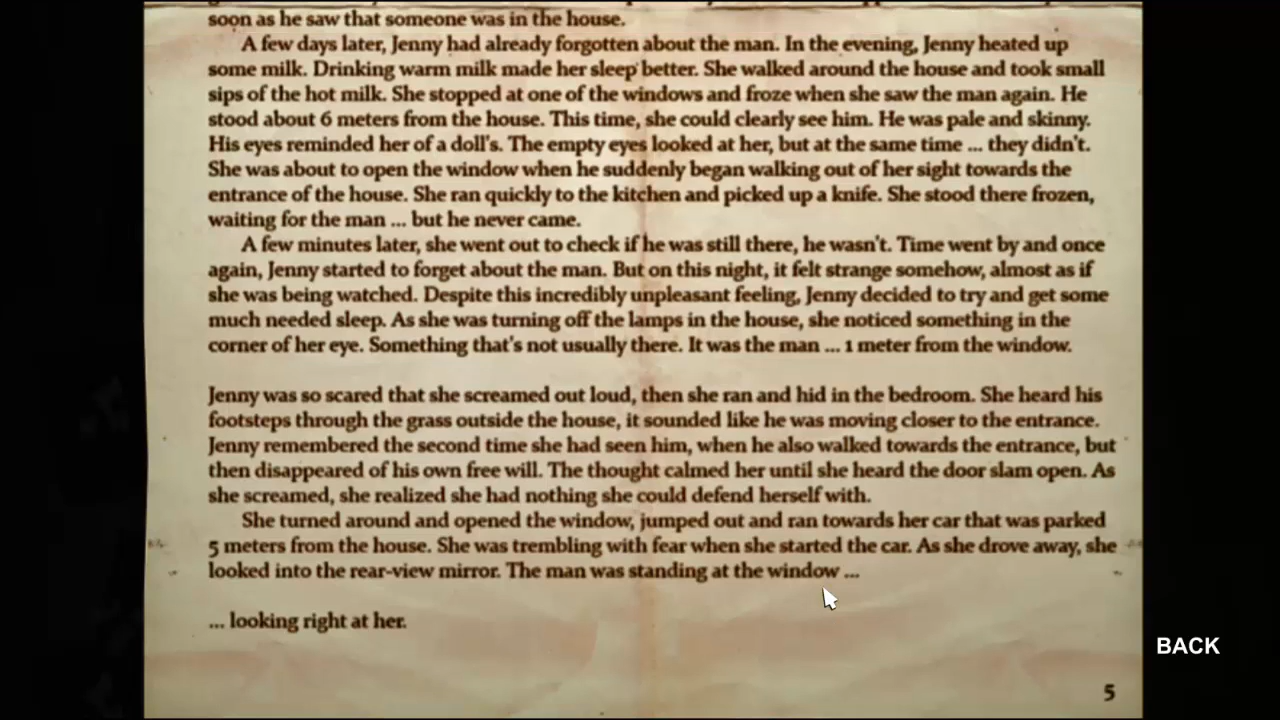 soon as he saw that someone was in the house.
A few days later, Jenny had already forgotten about the man. In the evening, Jenny heated up
some milk. Drinking warm milk made her sleep better. She walked around the house and took small
sips of the hot milk. She stopped at one of the windows and froze when she saw the man again. He
stood about 6 meters from the house. This time, she could clearly see him. He was pale and skinny.
His eyes reminded her of a doll's. The empty eyes looked at her, but at the same time ... they didn't.
She was about to open the window when he suddenly began walking out of her sight towards the
entrance of the house. She ran quickly to the kitchen and picked up a knife. She stood there frozen,
waiting for the man ... but he never came.
A few minutes later, she went out to check if he was still there, he wasn't. Time went by and once
again, Jenny started to forget about the man. But on this night, it felt strange somehow, almost as if
she was being watched. Despite this incredibly unpleasant feeling, Jenny decided to try and get some
much needed sleep. As she was turning off the lamps in the house, she noticed something in the
corner of her eye. Something that's not usually there. It was the man ... 1 meter from the window.
Jenny was so scared that she screamed out loud, then she ran and hid in the bedroom. She heard his
footsteps through the grass outside the house, it sounded like he was moving closer to the entrance.
Jenny remembered the second time she had seen him, when he also walked towards the entrance, but
then disappeared of his own free will. The thought calmed her until she heard the door slam open. As
she screamed, she realized she had nothing she could defend herself with.
She turned around and opened the window, jumped out and ran towards her car that was parked
5 meters from the house. She was trembling with fear when she started the car. As she drove away, she
looked into the rear-view mirror. The man was standing at the window ...
... looking right at her.
BACK
5